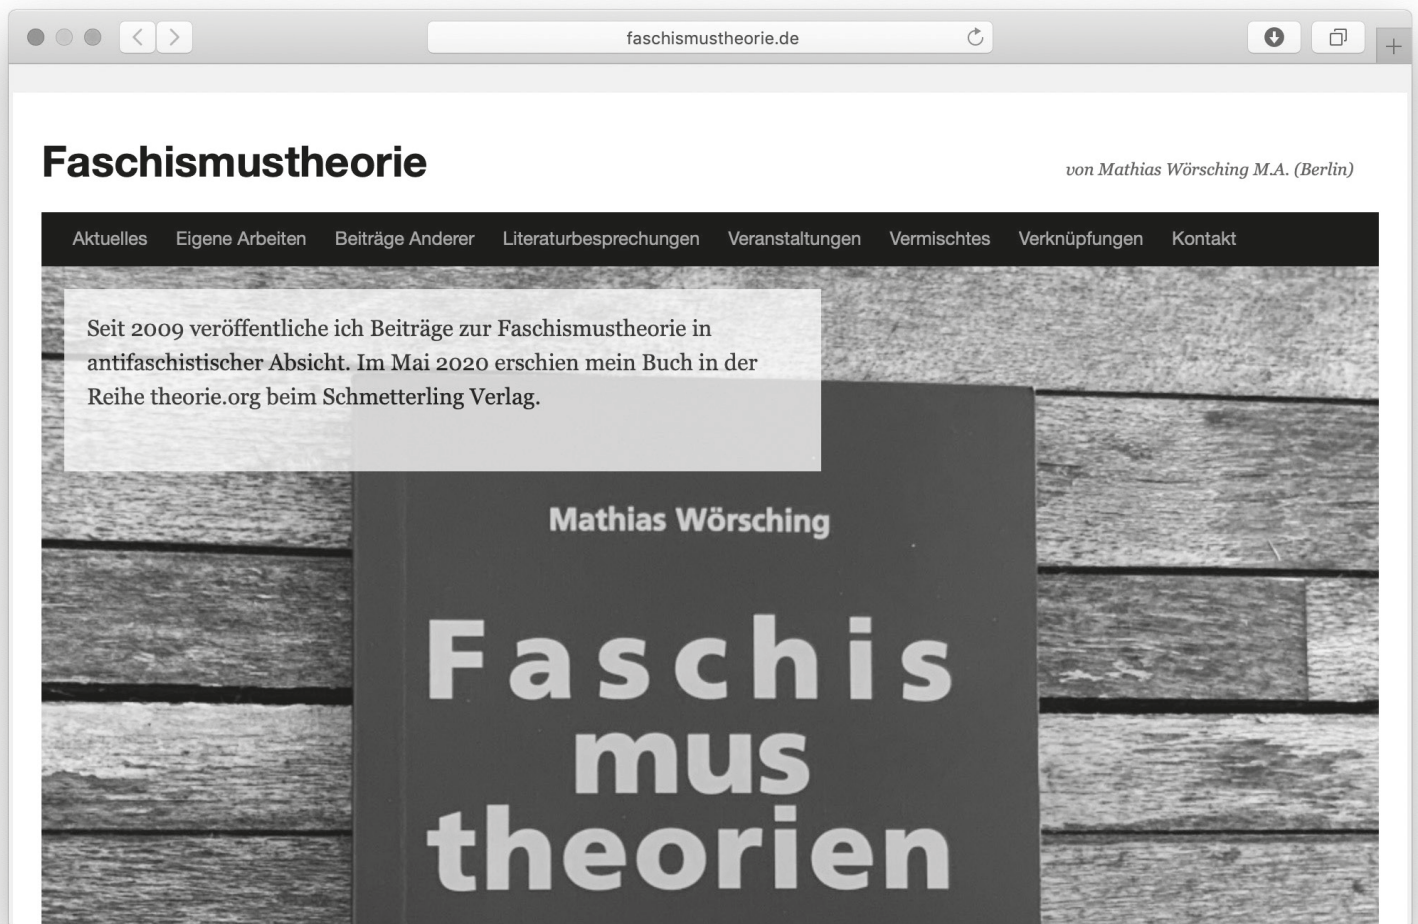 faschismustheorie.de
Faschismustheorie
von Mathias Wörsching M.A. (Berlin)
Aktuelles Eigene Arbeiten Beiträge Anderer Literaturbesprechungen Veranstaltungen Vermischtes Verknüpfungen Kontakt
Seit 2009 veröffentliche ich Beiträge zur Faschismustheorie in
antifaschistischer Absicht. Im Mai 2020 erschien mein Buch in der
Reihe theorie.org beim Schmetterling Verlag.
Mathias Wörsching
Faschis
mus
theorien